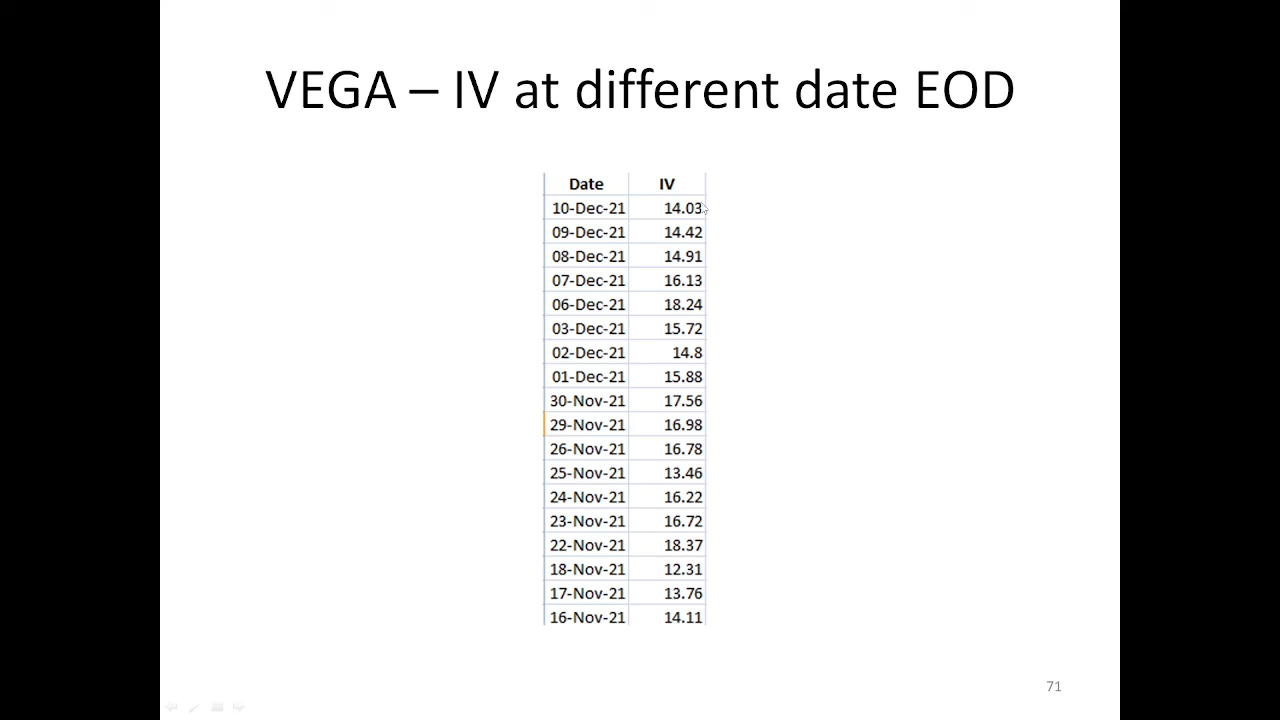 VEGA – IV at different date EOD
Date IV
10-Dec-21 14.03
09-Dec-21 14.42
08-Dec-21 14.91
07-Dec-21 16.13
06-Dec-21 18.24
03-Dec-21 15.72
02-Dec-21 14.8
01-Dec-21 15.88
30-Nov-21 17.56
29-Nov-21 16.98
26-Nov-21 16.78
25-Nov-21 13.46
24-Nov-21 16.22
23-Nov-21 16.72
22-Nov-21 18.37
18-Nov-21 12.31
17-Nov-21 13.76
16-Nov-21 14.11
71